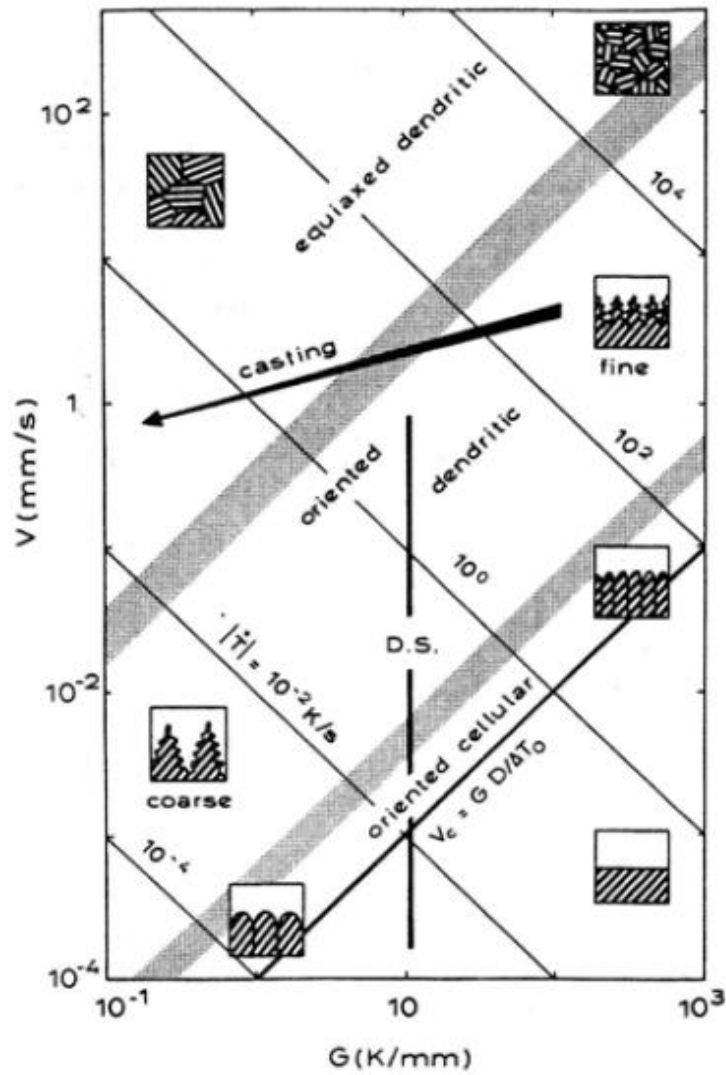 10²
1
10⁻²
10⁻⁴
V(mm/s)
10⁻¹
10
10³
G(K/mm)
equiaxed dendritic
10⁴
casting
fine
oriented
dendritic
10²
10⁰
|Ṫ| = 10⁻² K/s
D.S.
oriented cellular
V_c = G D/ΔT₀
coarse
10⁻⁴